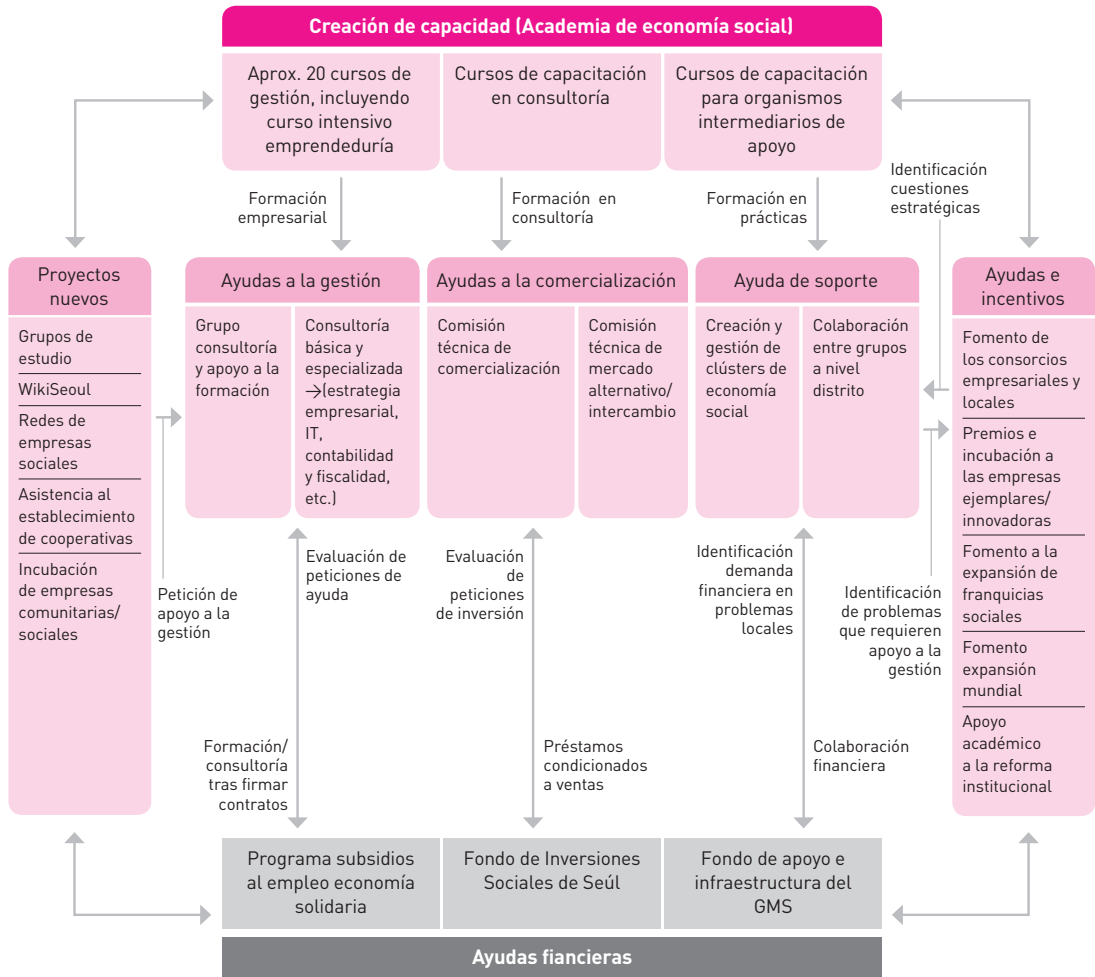 Creación de capacidad (Academia de economía social)
Aprox. 20 cursos de
gestión, incluyendo
curso intensivo
emprendeduría
Cursos de capacitación
en consultoría
Cursos de capacitación
para organismos
intermediarios de
apoyo
Formación
empresarial
Formación en
consultoría
Formación en
prácticas
Identificación
cuestiones
estratégicas
Proyectos
nuevos
Grupos de
estudio
WikiSeoul
Redes de
empresas
sociales
Asistencia al
establecimiento
de cooperativas
Incubación
de empresas
comunitarias/
sociales
Petición de
apoyo a la
gestión
Ayudas a la gestión
Grupo
consultoría
y apoyo a la
formación
Consultoría
básica y
especializada
→(estrategia
empresarial,
IT,
contabilidad
y fiscalidad,
etc.)
Ayudas a la comercialización
Comisión
técnica de
comercialización
Comisión
técnica de
mercado
alternativo/
intercambio
Ayuda de soporte
Creación y
gestión de
clústers de
economía
social
Colaboración
entre grupos
a nivel
distrito
Ayudas e
incentivos
Fomento de
los consorcios
empresariales y
locales
Premios e
incubación a
las empresas
ejemplares/
innovadoras
Fomento a la
expansión de
franquicias
sociales
Fomento
expansión
mundial
Apoyo
académico
a la reforma
institucional
Evaluación de
peticiones de
ayuda
Evaluación
de
peticiones
de inversión
Identificación
demanda
financiera en
problemas
locales
Identificación
de problemas
que requieren
apoyo a la
gestión
Formación/
consultoría
tras firmar
contratos
Préstamos
condicionados
a ventas
Colaboración
financiera
Programa subsidios
al empleo economía
solidaria
Fondo de Inversiones
Sociales de Seúl
Fondo de apoyo e
infraestructura del
GMS
Ayudas fiancieras